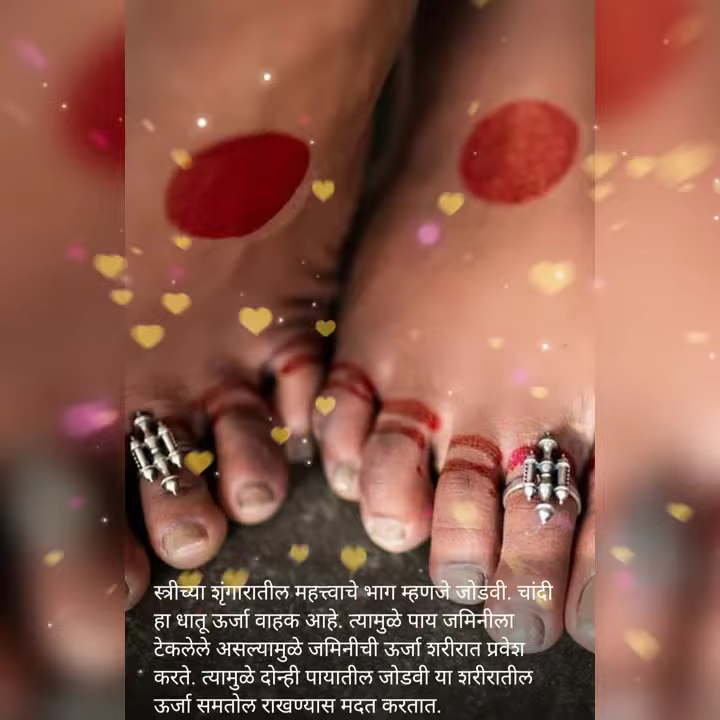 स्त्रीच्या शृंगारातील महत्त्वाचे भाग म्हणजे जोडवी. चांदी
हा धातू ऊर्जा वाहक आहे. त्यामुळे पाय जमिनीला
टेकलेले असल्यामुळे जमिनीची ऊर्जा शरीरात प्रवेश
करते. त्यामुळे दोन्ही पायातील जोडवी या शरीरातील
ऊर्जा समतोल राखण्यास मदत करतात.